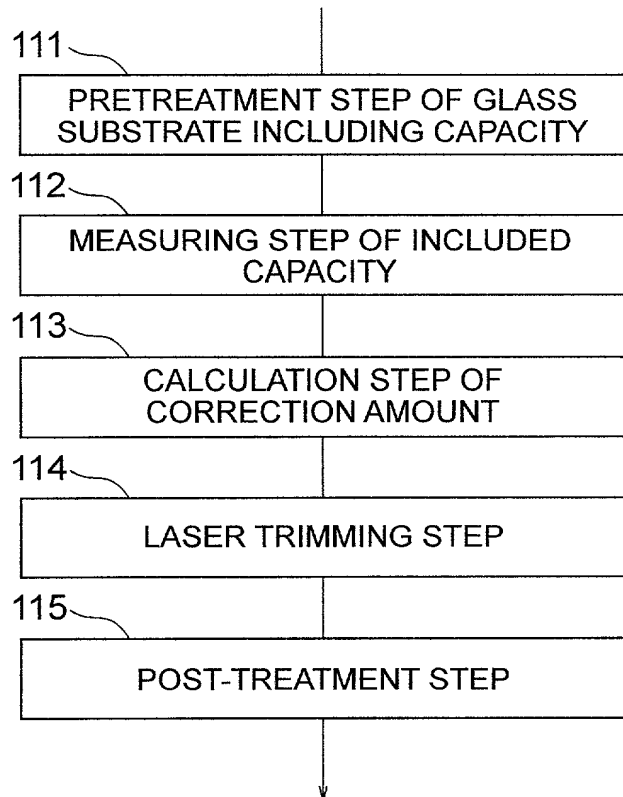 111
PRETREATMENT STEP OF GLASS
SUBSTRATE INCLUDING CAPACITY
112
MEASURING STEP OF INCLUDED
CAPACITY
113
CALCULATION STEP OF
CORRECTION AMOUNT
114
LASER TRIMMING STEP
115
POST-TREATMENT STEP